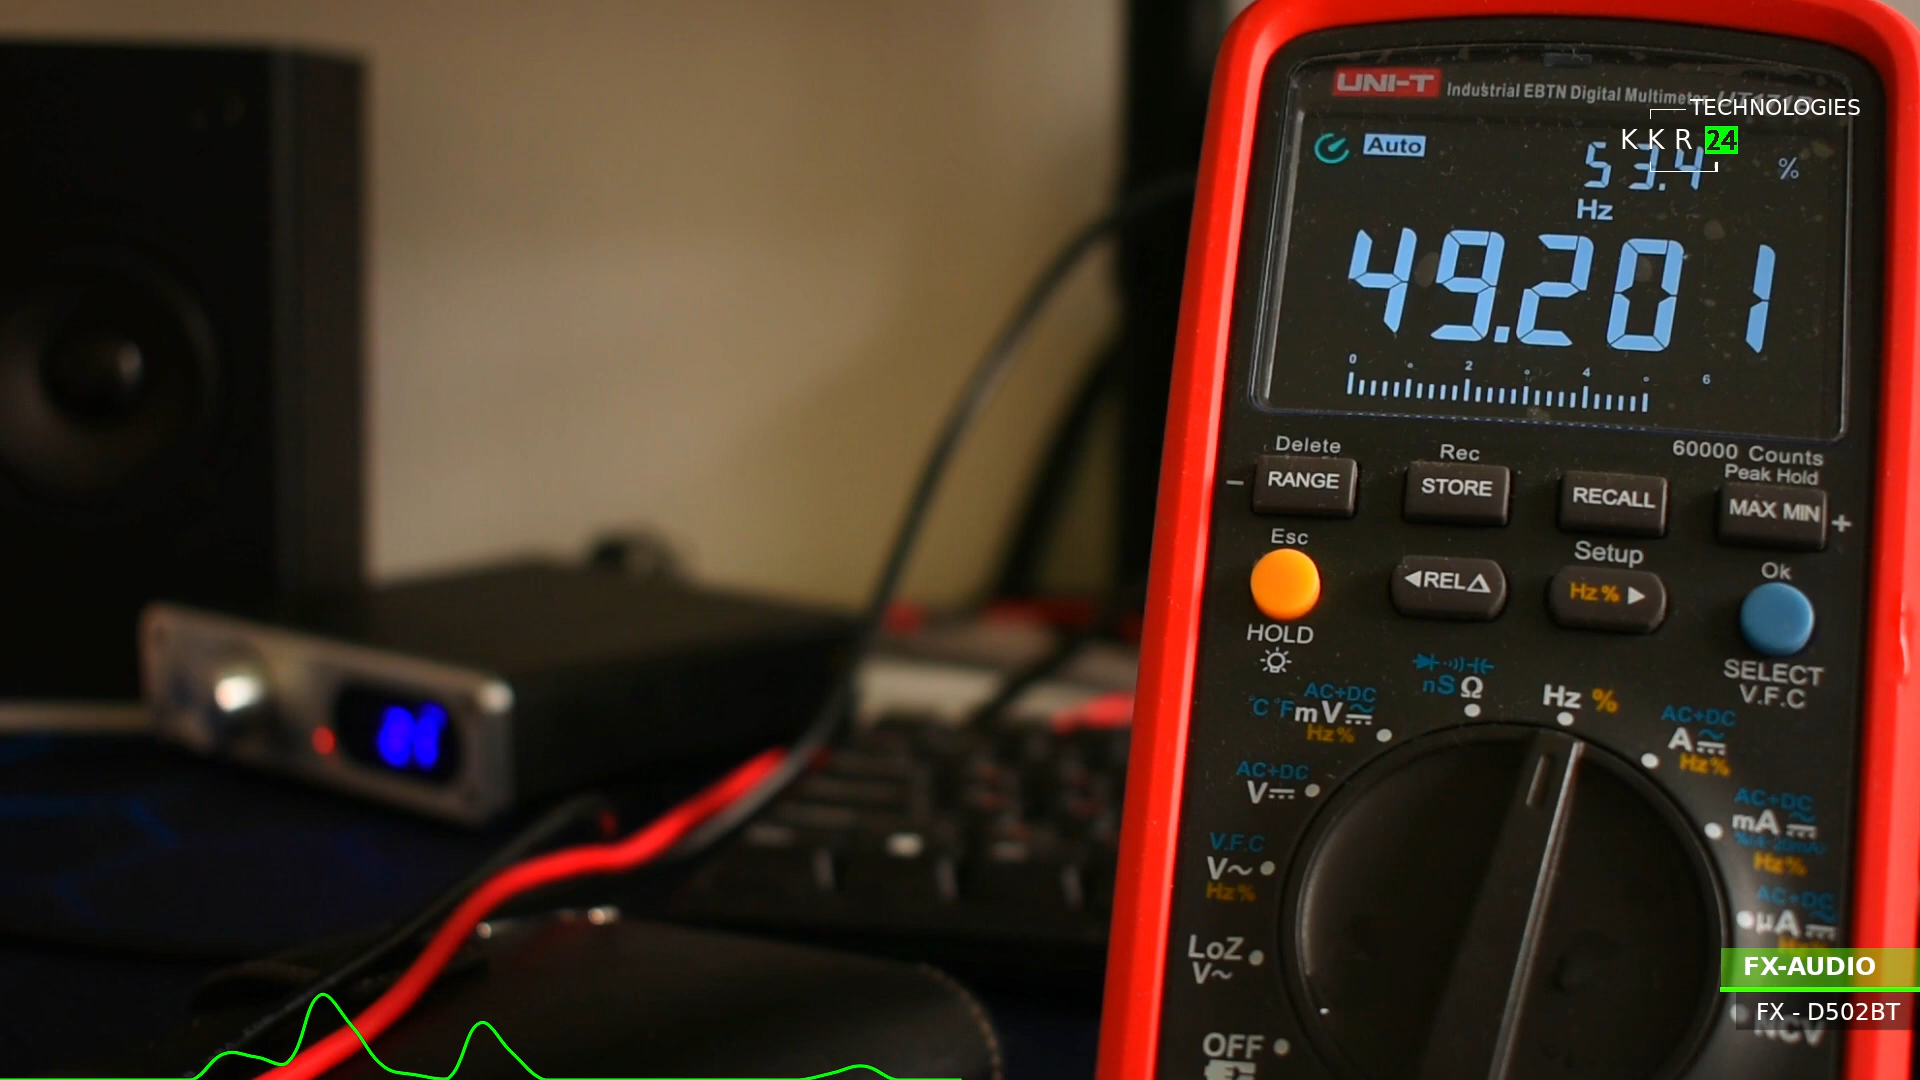 UNI-T Industrial EBTN Digital Multimeter
TECHNOLOGIES
K K R 24
Auto
53.4 %
Hz
49.201
0 2 4 6
60000 Counts
Delete Rec Peak Hold
- RANGE STORE RECALL MAX MIN +
Esc Setup Ok
◀REL△ Hz% ▶
HOLD
SELECT
V.F.C
nS Ω
Hz %
AC+DC
°C °F mV
Hz%
AC+DC
A
Hz%
AC+DC
V
AC+DC
mA
Hz%
V.F.C
V~
Hz%
AC+DC
µA
LoZ
V~
FX-AUDIO
FX - D502BT
NCV
OFF